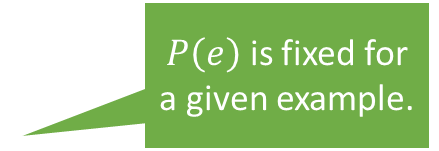 𝑃(𝑒) is fixed for
a given example.